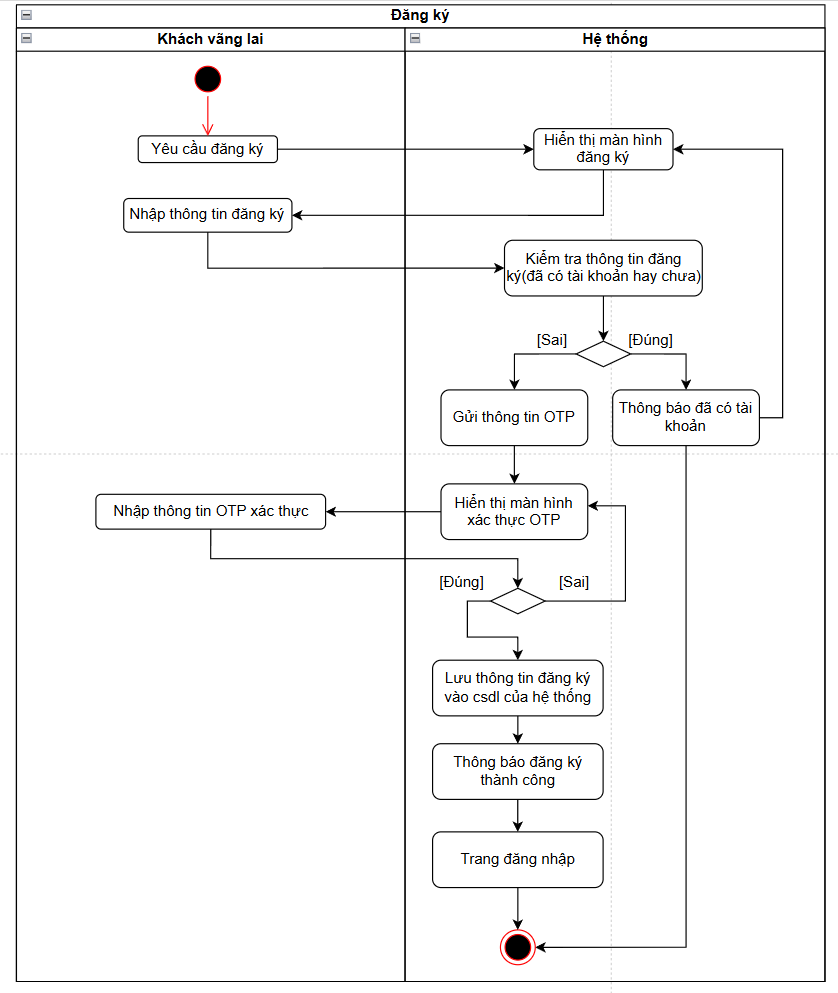 Đăng ký
Khách vãng lai
Hệ thống
Yêu cầu đăng ký
Hiển thị màn hình
đăng ký
Nhập thông tin đăng ký
Kiểm tra thông tin đăng
ký(đã có tài khoản hay chưa)
[Sai]
[Đúng]
Gửi thông tin OTP
Thông báo đã có tài
khoản
Nhập thông tin OTP xác thực
Hiển thị màn hình
xác thực OTP
[Đúng]
[Sai]
Lưu thông tin đăng ký
vào csdl của hệ thống
Thông báo đăng ký
thành công
Trang đăng nhập